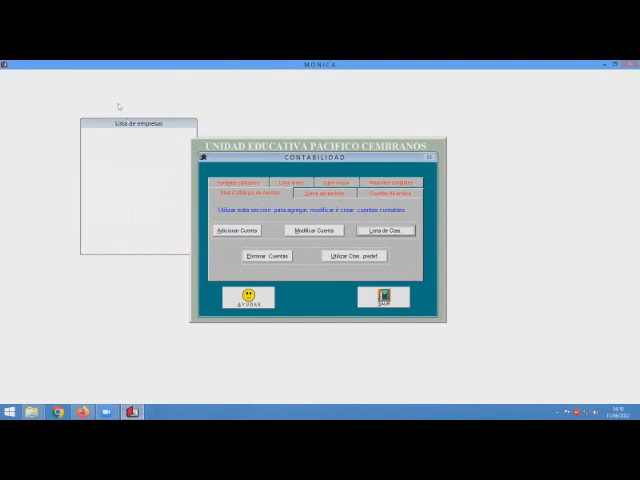 MONICA
Lista de empresas
UNIDAD EDUCATIVA PACIFICO CEMBRANOS
CONTABILIDAD
Utilizar esta sección para agregar, modificar ó crear cuentas contables
Adicionar Cuenta
Modificar Cuenta
Lista de Ctas.
Eliminar Cuentas
Utilizar Ctas. predef.
AYUDAR
SALIR